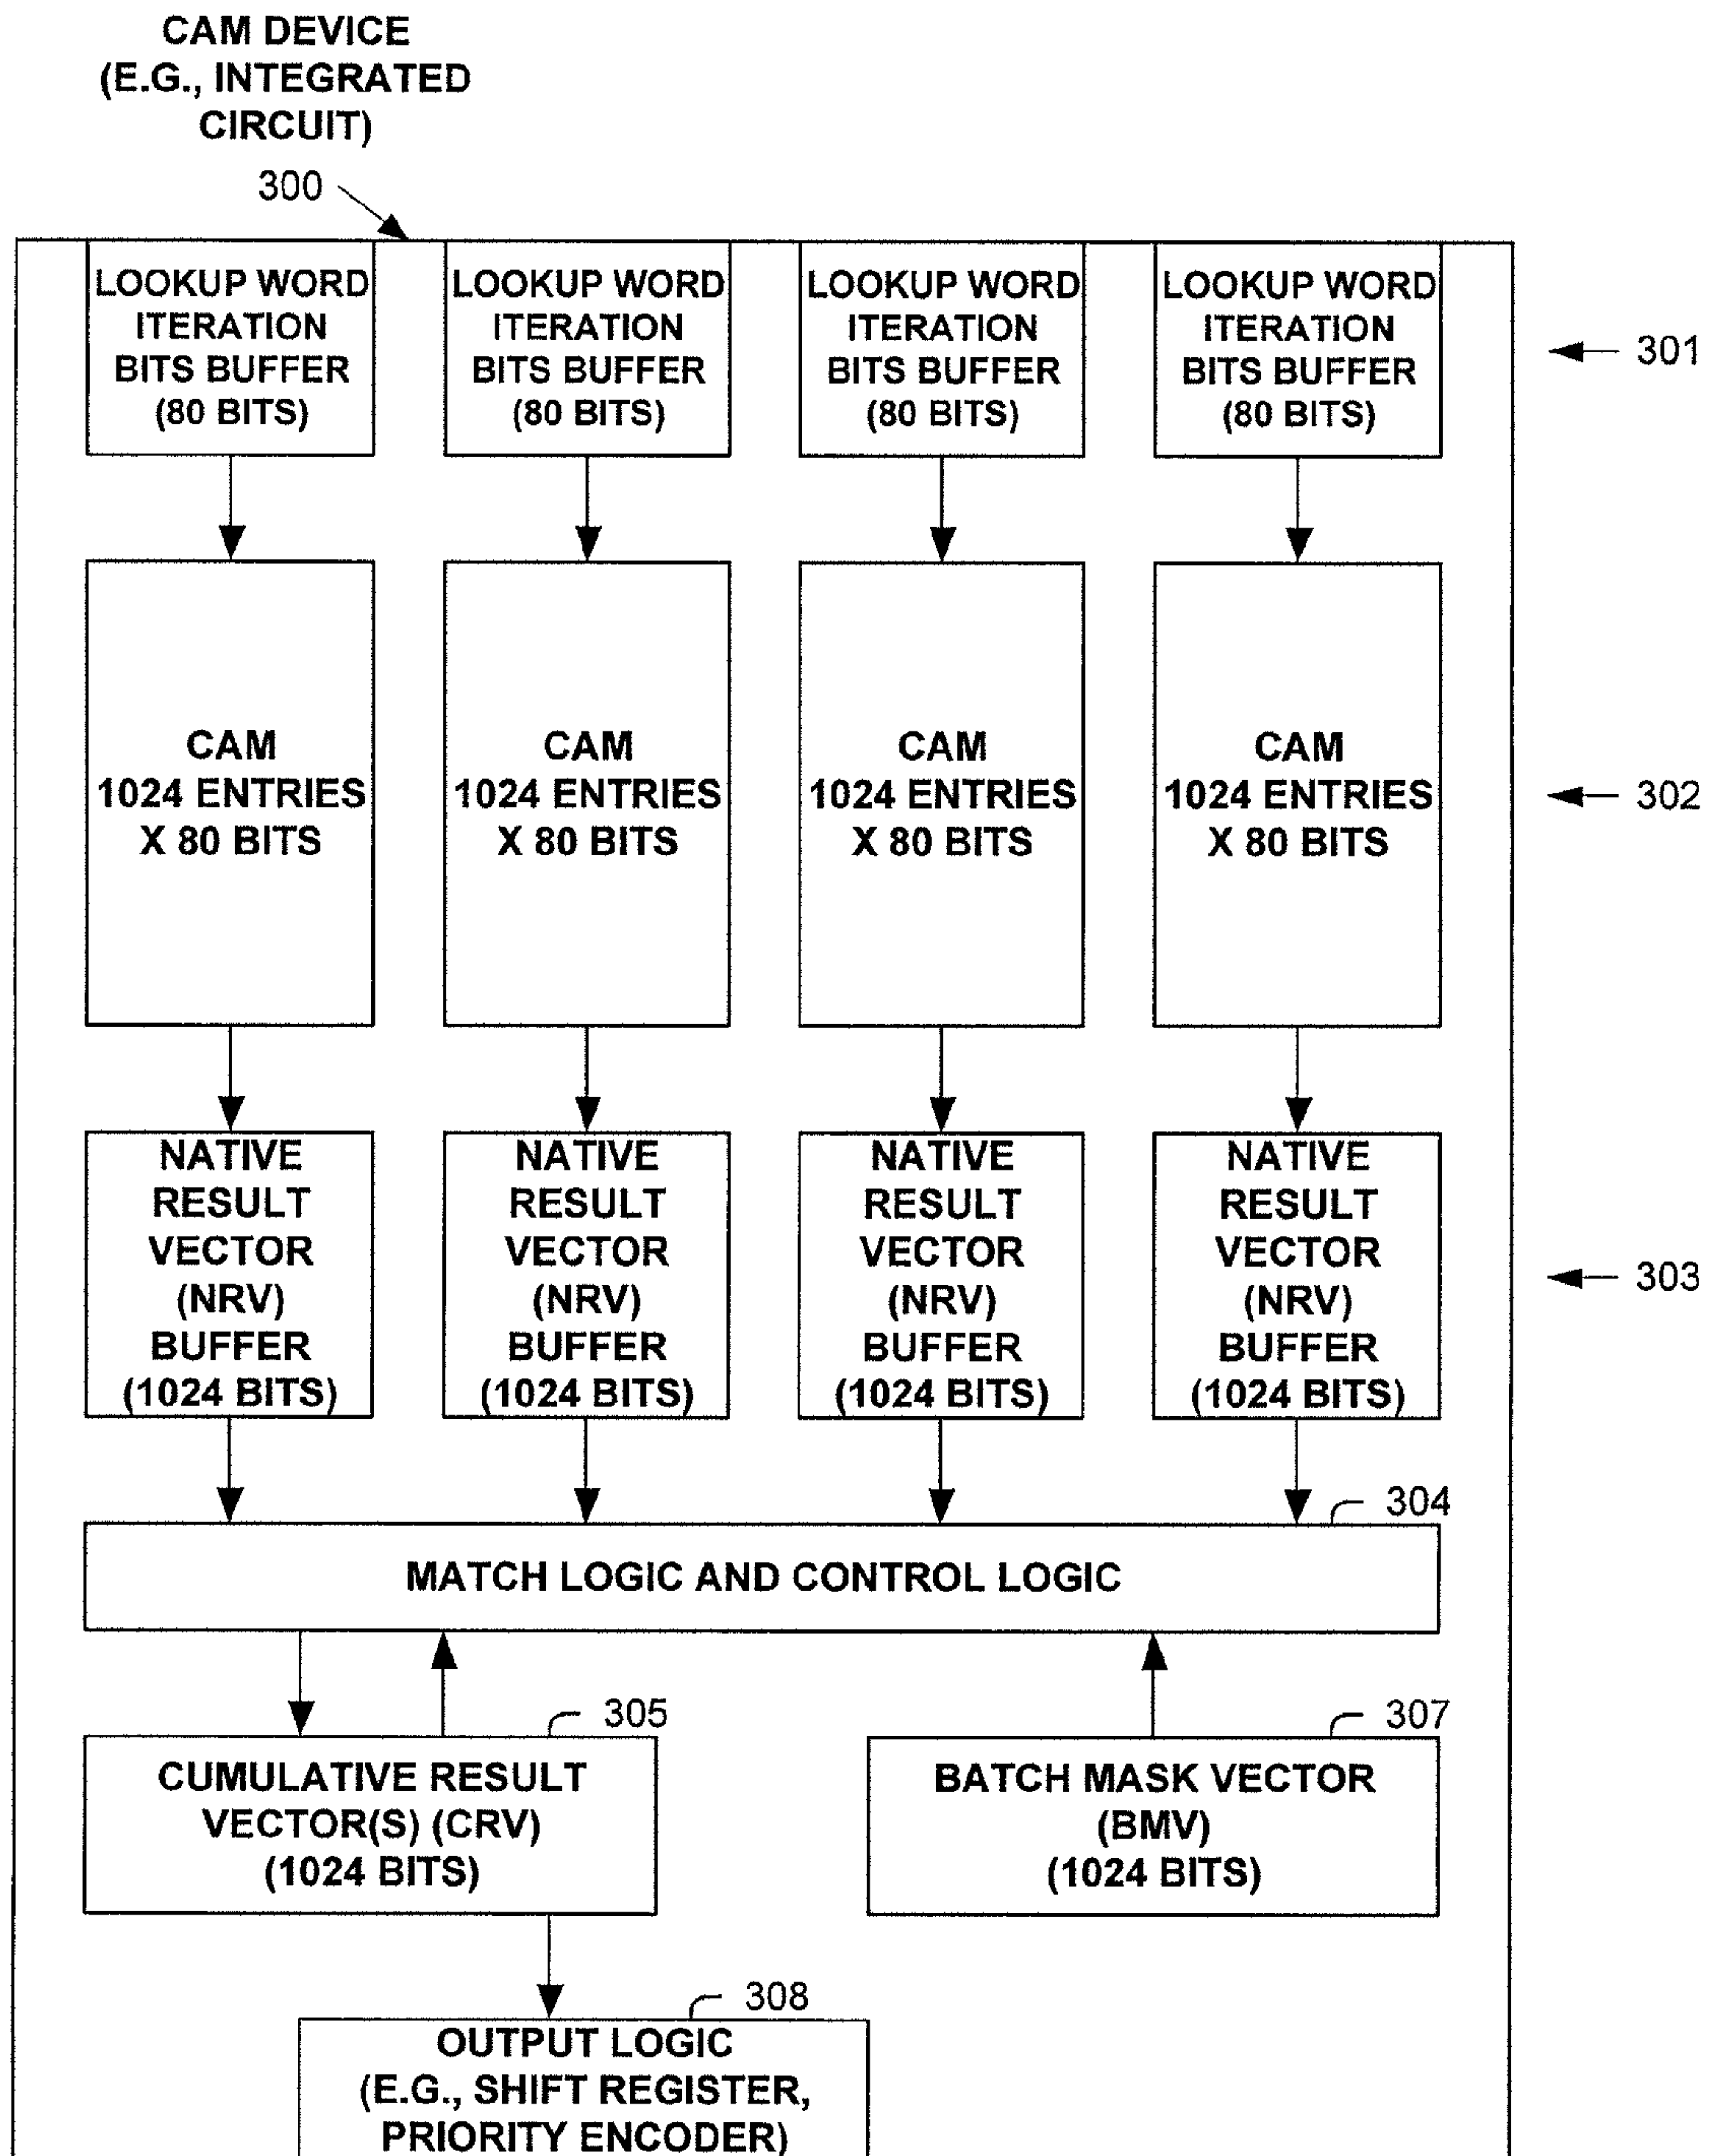 CAM DEVICE
(E.G., INTEGRATED
CIRCUIT)
300
LOOKUP WORD
ITERATION
BITS BUFFER
(80 BITS)
LOOKUP WORD
ITERATION
BITS BUFFER
(80 BITS)
LOOKUP WORD
ITERATION
BITS BUFFER
(80 BITS)
LOOKUP WORD
ITERATION
BITS BUFFER
(80 BITS)
301
CAM
1024 ENTRIES
X 80 BITS
CAM
1024 ENTRIES
X 80 BITS
CAM
1024 ENTRIES
X 80 BITS
CAM
1024 ENTRIES
X 80 BITS
302
NATIVE
RESULT
VECTOR
(NRV)
BUFFER
(1024 BITS)
NATIVE
RESULT
VECTOR
(NRV)
BUFFER
(1024 BITS)
NATIVE
RESULT
VECTOR
(NRV)
BUFFER
(1024 BITS)
NATIVE
RESULT
VECTOR
(NRV)
BUFFER
(1024 BITS)
303
304
MATCH LOGIC AND CONTROL LOGIC
305
CUMULATIVE RESULT
VECTOR(S) (CRV)
(1024 BITS)
307
BATCH MASK VECTOR
(BMV)
(1024 BITS)
308
OUTPUT LOGIC
(E.G., SHIFT REGISTER,
PRIORITY ENCODER)